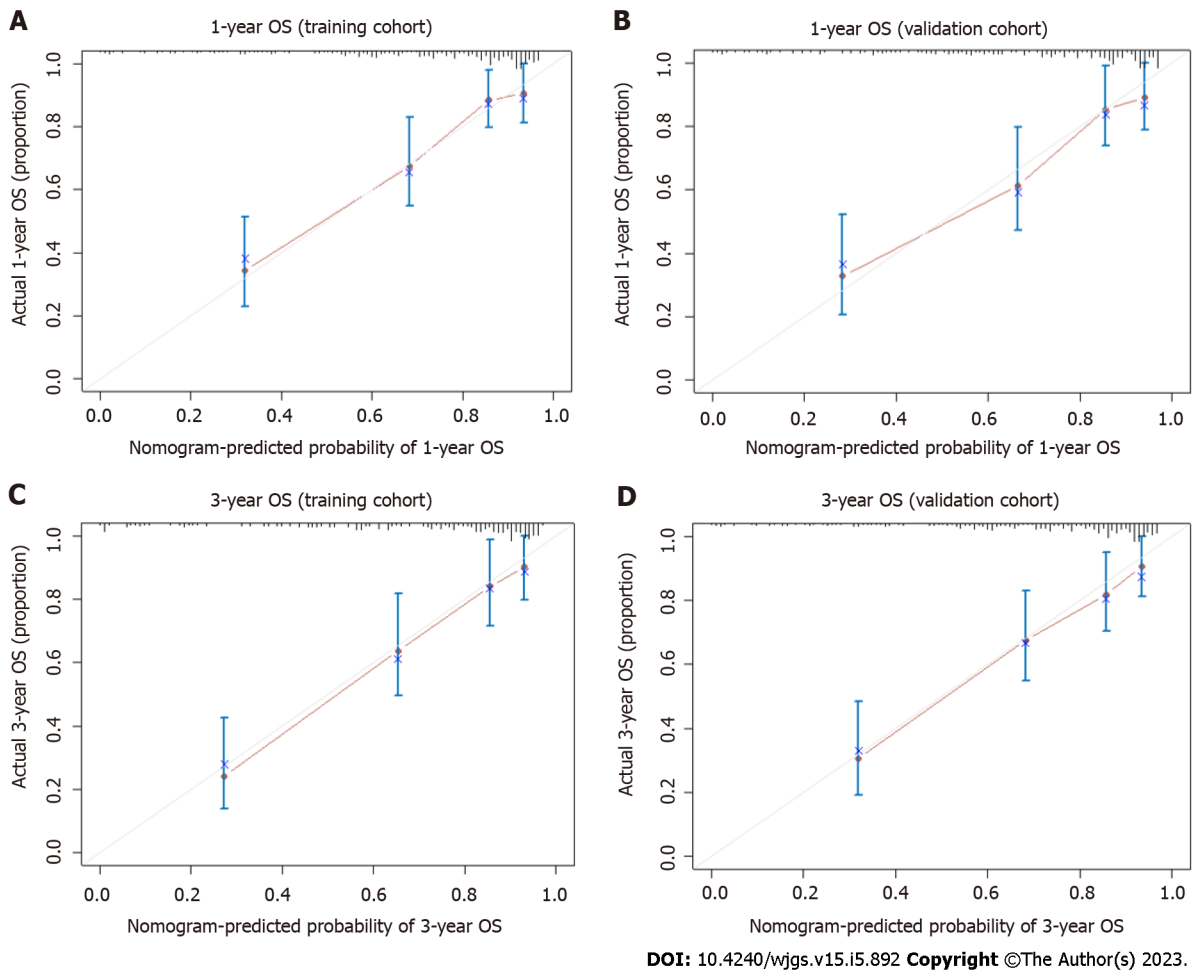 A
1-year OS (training cohort)
Actual 1-year OS (proportion)
1.0
0.8
0.6
0.4
0.2
0.0
0.0 0.2 0.4 0.6 0.8 1.0
Nomogram-predicted probability of 1-year OS
B
1-year OS (validation cohort)
Actual 1-year OS (proportion)
1.0
0.8
0.6
0.4
0.2
0.0
0.0 0.2 0.4 0.6 0.8 1.0
Nomogram-predicted probability of 1-year OS
C
3-year OS (training cohort)
Actual 3-year OS (proportion)
1.0
0.8
0.6
0.4
0.2
0.0
0.0 0.2 0.4 0.6 0.8 1.0
Nomogram-predicted probability of 3-year OS
D
3-year OS (validation cohort)
Actual 3-year OS (proportion)
1.0
0.8
0.6
0.4
0.2
0.0
0.0 0.2 0.4 0.6 0.8 1.0
Nomogram-predicted probability of 3-year OS
DOI: 10.4240/wjgs.v15.i5.892 Copyright ©The Author(s) 2023.